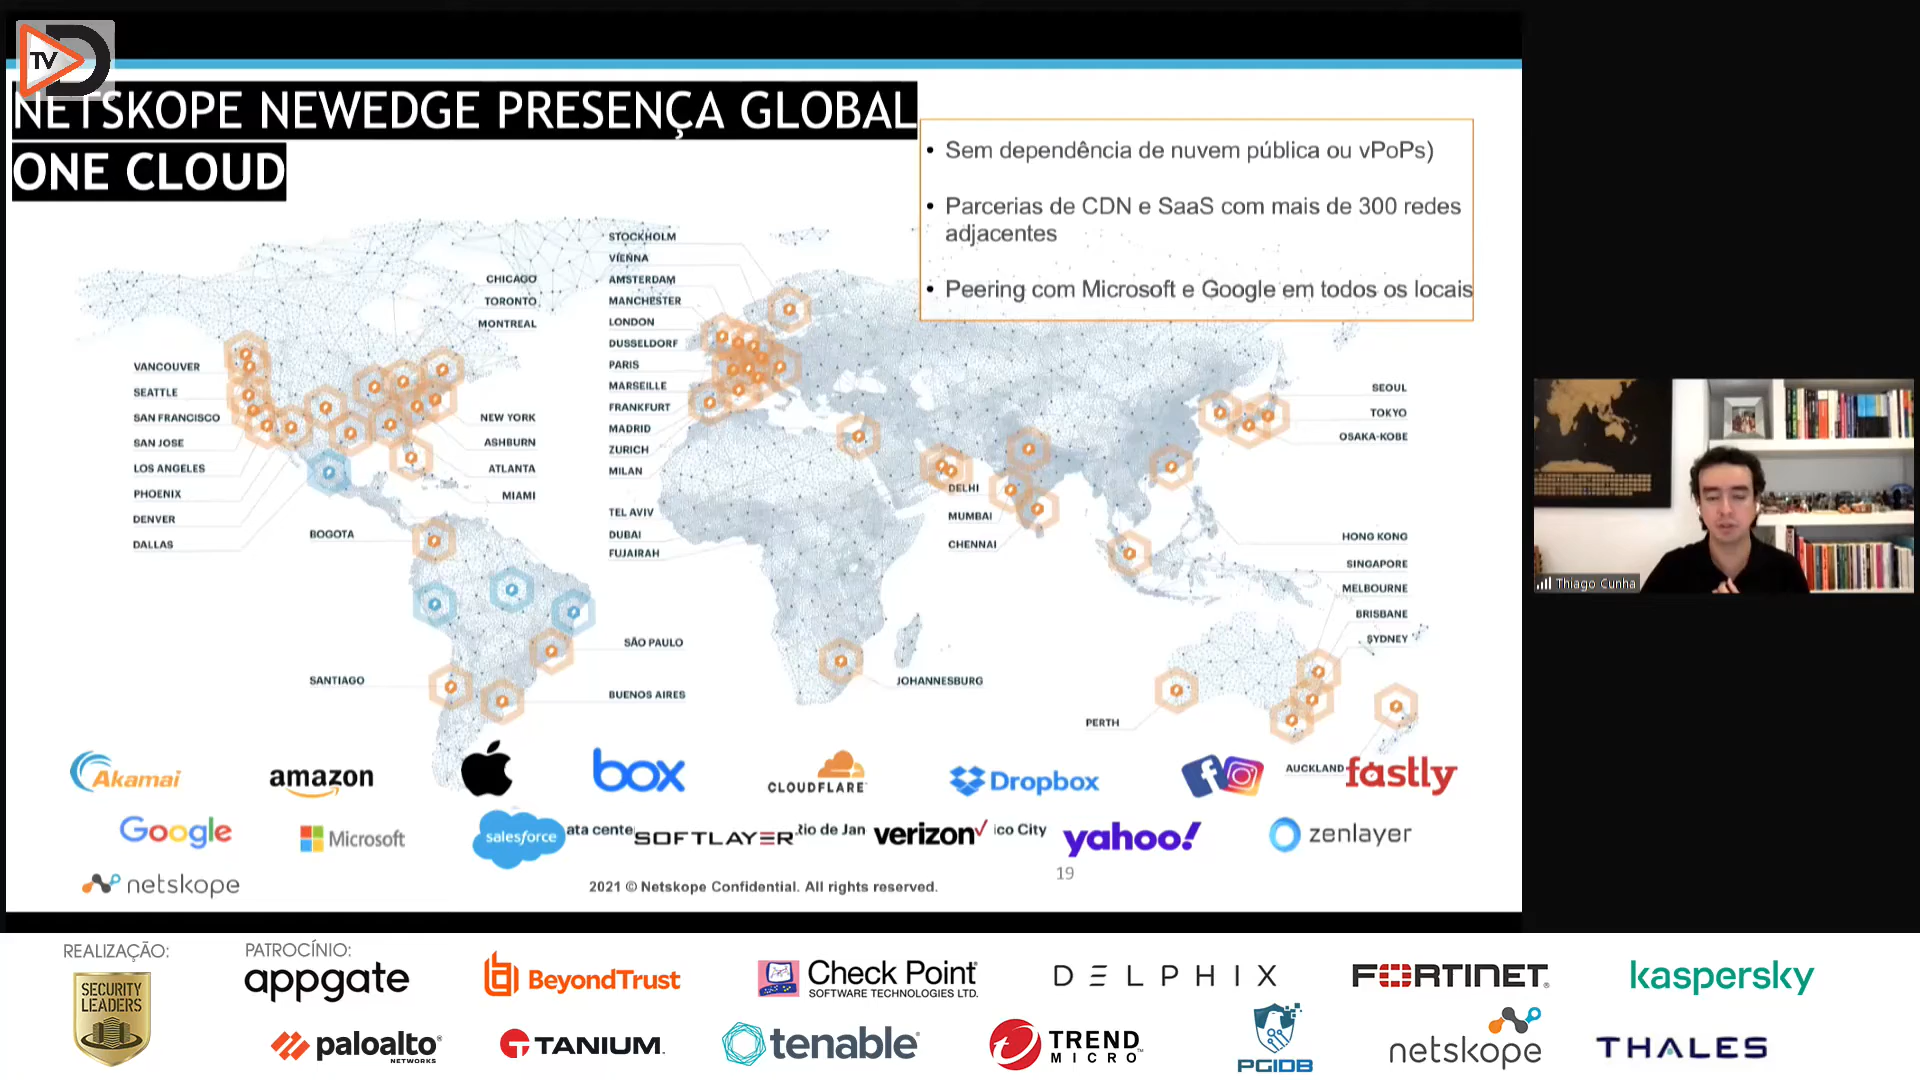 TV
NETSKOPE NEWEDGE PRESENÇA GLOBAL
ONE CLOUD
• Sem dependência de nuvem pública ou vPoPs)
• Parcerias de CDN e SaaS com mais de 300 redes
adjacentes
• Peering com Microsoft e Google em todos os locais
CHICAGO
TORONTO
MONTREAL
VANCOUVER
SEATTLE
SAN FRANCISCO
SAN JOSE
LOS ANGELES
PHOENIX
DENVER
DALLAS
NEW YORK
ASHBURN
ATLANTA
MIAMI
BOGOTA
SANTIAGO
STOCKHOLM
VIENNA
AMSTERDAM
MANCHESTER
LONDON
DUSSELDORF
PARIS
MARSEILLE
FRANKFURT
MADRID
ZURICH
MILAN
TEL AVIV
DUBAI
FUJAIRAH
SÃO PAULO
BUENOS AIRES
DELHI
MUMBAI
CHENNAI
JOHANNESBURG
SEOUL
TOKYO
OSAKA-KOBE
HONG KONG
SINGAPORE
MELBOURNE
BRISBANE
SYDNEY
PERTH
AUCKLAND
Akamai
amazon
box
CLOUDFLARE
Dropbox
fastly
Google
Microsoft
salesforce
ata cente
SOFTLAYER
Rio de Jan
verizon
ico City
yahoo!
zenlayer
netskope
2021 © Netskope Confidential. All rights reserved.
19
Thiago Cunha
REALIZAÇÃO:
SECURITY
LEADERS
PATROCÍNIO:
appgate
BeyondTrust
Check Point
SOFTWARE TECHNOLOGIES LTD.
DELPHIX
FORTINET
kaspersky
paloalto
NETWORKS
TANIUM
tenable
TREND
MICRO
PGIDB
netskope
THALES